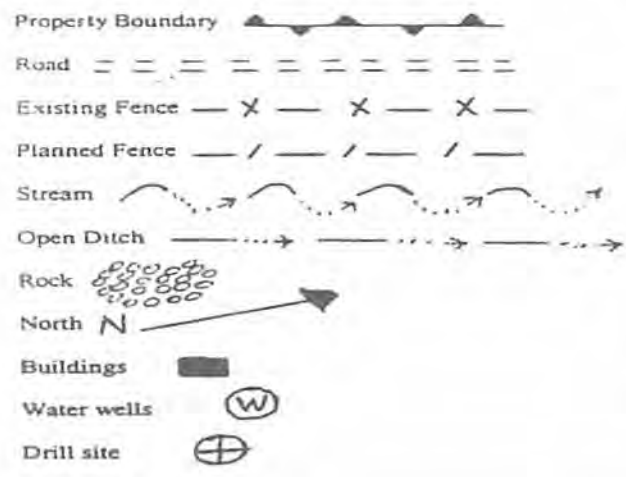 Property Boundary
Road
Existing Fence X X X
Planned Fence
Stream
Open Ditch
Rock
North N
Buildings
Water wells W
Drill site